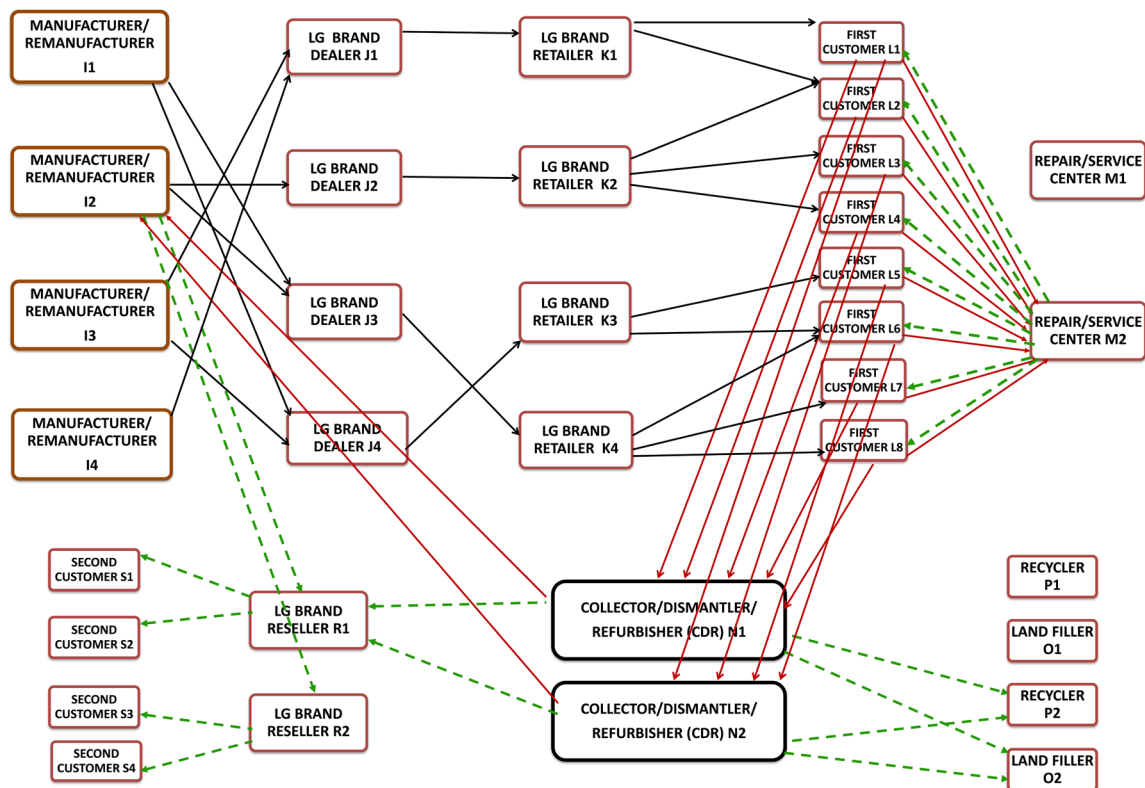 MANUFACTURER/
REMANUFACTURER
I1
LG  BRAND
DEALER J1
LG BRAND
RETAILER  K1
FIRST
CUSTOMER L1
FIRST
CUSTOMER L2
MANUFACTURER/
REMANUFACTURER
I2
LG  BRAND
DEALER J2
LG BRAND
RETAILER  K2
FIRST
CUSTOMER L3
FIRST
CUSTOMER L4
REPAIR/SERVICE
CENTER M1
MANUFACTURER/
REMANUFACTURER
I3
LG BRAND
DEALER J3
LG BRAND
RETAILER  K3
FIRST
CUSTOMER L5
FIRST
CUSTOMER L6
REPAIR/SERVICE
CENTER M2
MANUFACTURER/
REMANUFACTURER
I4
LG BRAND
DEALER J4
LG BRAND
RETAILER  K4
FIRST
CUSTOMER L7
FIRST
CUSTOMER L8
SECOND
CUSTOMER S1
SECOND
CUSTOMER S2
SECOND
CUSTOMER S3
SECOND
CUSTOMER S4
LG BRAND
RESELLER R1
LG BRAND
RESELLER R2
COLLECTOR/DISMANTLER/
REFURBISHER (CDR) N1
COLLECTOR/DISMANTLER/
REFURBISHER (CDR) N2
RECYCLER
P1
LAND FILLER
O1
RECYCLER
P2
LAND FILLER
O2